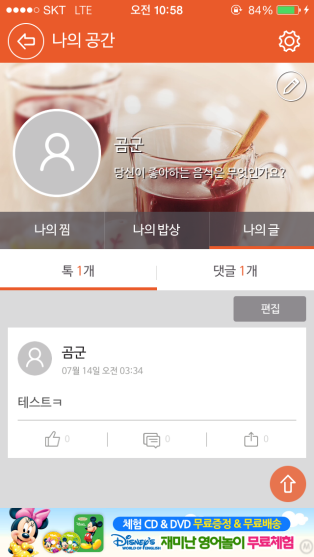 SKT LTE 오전 10:58 84%
나의 공간
곰군
당신이 좋아하는 음식은 무엇인가요?
나의 찜 나의 밥상 나의 글
톡 1개 댓글 1개
편집
곰군
07월 14일 오전 03:34
테스트ㅋ
0 0 0
체험 CD & DVD 무료증정 & 무료배송
Disney's WORLD OF ENGLISH 재미난 영어놀이 무료체험